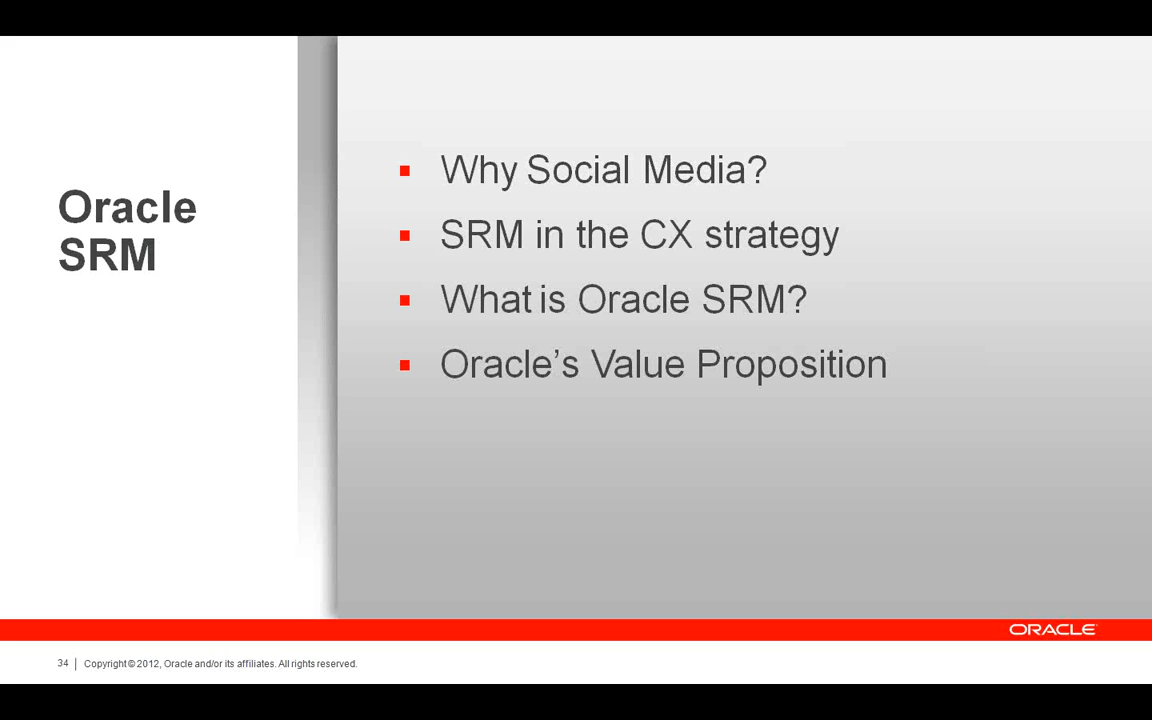 Oracle
SRM
▪ Why Social Media?
▪ SRM in the CX strategy
▪ What is Oracle SRM?
▪ Oracle’s Value Proposition
ORACLE
34 | Copyright © 2012, Oracle and/or its affiliates. All rights reserved.